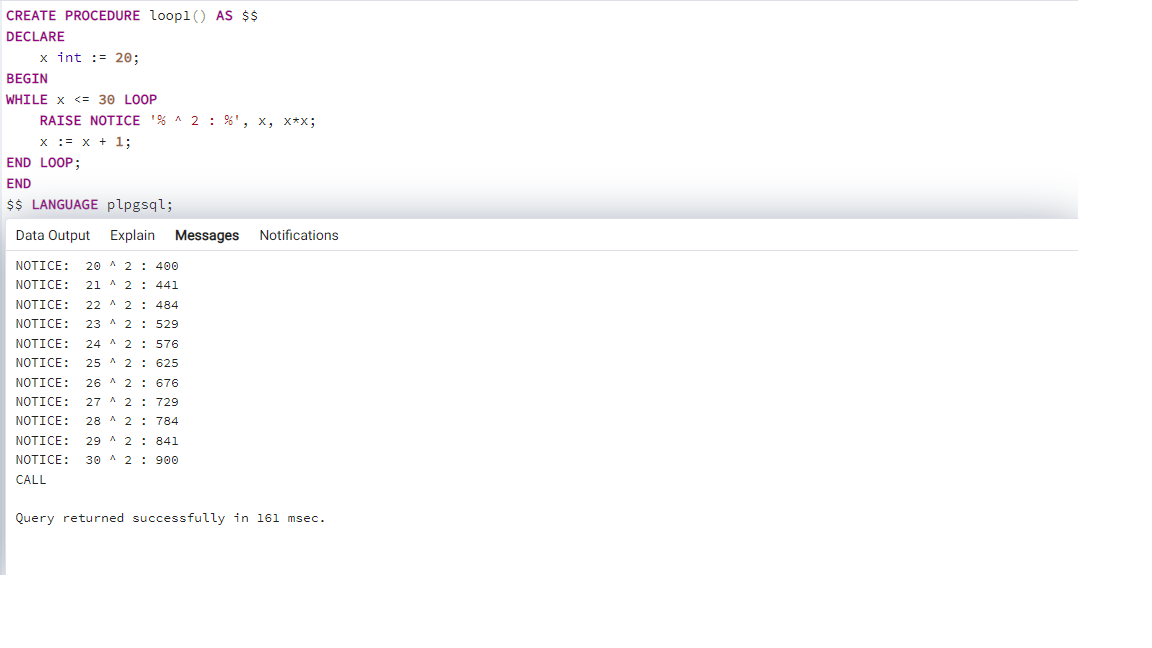 CREATE PROCEDURE loop1() AS $$
DECLARE
    x int := 20;
BEGIN
WHILE x <= 30 LOOP
    RAISE NOTICE '% ^ 2 : %', x, x*x;
    x := x + 1;
END LOOP;
END
$$ LANGUAGE plpgsql;
Data Output Explain Messages Notifications
NOTICE:  20 ^ 2 : 400
NOTICE:  21 ^ 2 : 441
NOTICE:  22 ^ 2 : 484
NOTICE:  23 ^ 2 : 529
NOTICE:  24 ^ 2 : 576
NOTICE:  25 ^ 2 : 625
NOTICE:  26 ^ 2 : 676
NOTICE:  27 ^ 2 : 729
NOTICE:  28 ^ 2 : 784
NOTICE:  29 ^ 2 : 841
NOTICE:  30 ^ 2 : 900
CALL
Query returned successfully in 161 msec.